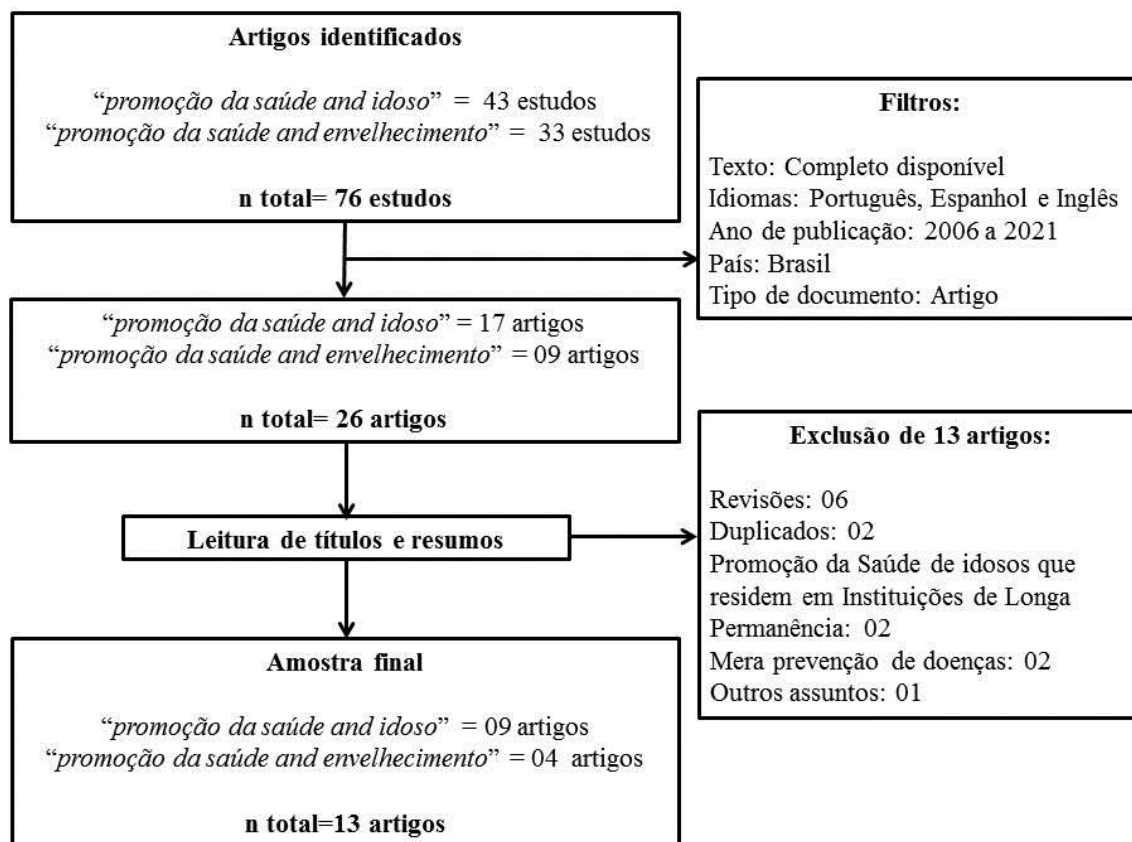 Artigos identificados
“promoção da saúde and idoso” = 43 estudos
“promoção da saúde and envelhecimento” = 33 estudos
n total= 76 estudos
Filtros:
Texto: Completo disponível
Idiomas: Português, Espanhol e Inglês
Ano de publicação: 2006 a 2021
País: Brasil
Tipo de documento: Artigo
“promoção da saúde and idoso” = 17 artigos
“promoção da saúde and envelhecimento” = 09 artigos
n total= 26 artigos
Leitura de títulos e resumos
Exclusão de 13 artigos:
Revisões: 06
Duplicados: 02
Promoção da Saúde de idosos que
residem em Instituições de Longa
Permanência: 02
Mera prevenção de doenças: 02
Outros assuntos: 01
Amostra final
“promoção da saúde and idoso” = 09 artigos
“promoção da saúde and envelhecimento” = 04 artigos
n total=13 artigos